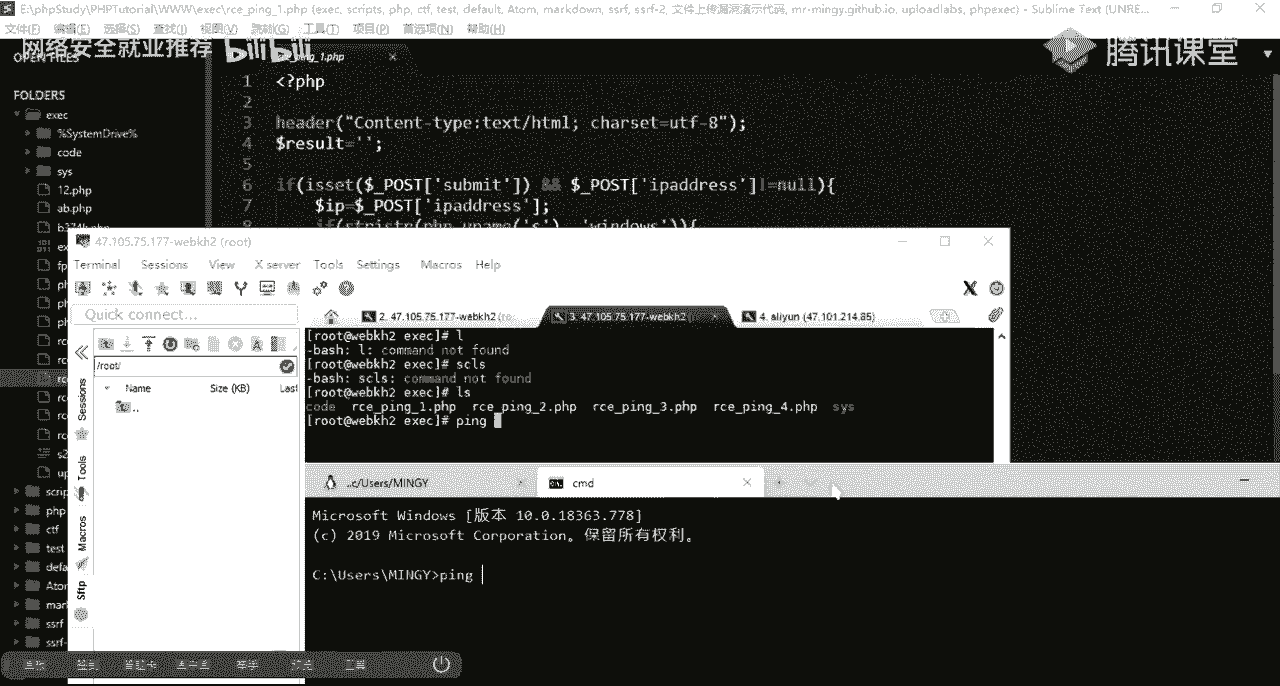 E:\phpStudy\PHPTutorial\WWW\exec\rce_ping_1.php (exec, scripts, php, ctf, test, default, Atom, markdown, ssrf, ssrf-2, 文件上传漏洞演示代码, mr-mingy.github.io, uploadlabs, phpexec) - Sublime Text (UNRE...
文件(F) 编辑(E) 选择(S) 查找(I) 视图(V) 跳转(G) 工具(T) 项目(P) 首选项(N) 帮助(H)
网络安全就业推荐 bilibili 腾讯课堂
OPEN FILES
ping_1.php
FOLDERS
exec
%SystemDrive%
code
sys
12.php
ab.php
1 <?php
2
3 header("Content-type:text/html; charset=utf-8");
4 $result='';
5
6 if(isset($_POST['submit']) && $_POST['ipaddress']!=null){
7 $ip=$_POST['ipaddress'];
8 if(stristr(php_uname('s'), 'windows')){
47.105.75.177-webkh2 (root)
Terminal Sessions View X server Tools Settings Macros Help
Quick connect...
2. 47.105.75.177-webkh2 (ro
3. 47.105.75.177-webkh2 (
4. aliyun (47.101.214.85)
/root/
Name Size (KB) Last
..
Sessions
Tools
Macros
Sftp
[root@webkh2 exec]# l
-bash: l: command not found
[root@webkh2 exec]# scls
-bash: scls: command not found
[root@webkh2 exec]# ls
code rce_ping_1.php rce_ping_2.php rce_ping_3.php rce_ping_4.php sys
[root@webkh2 exec]# ping
..c/Users/MINGY
cmd
Microsoft Windows [版本 10.0.18363.778]
(c) 2019 Microsoft Corporation。保留所有权利。
C:\Users\MINGY>ping
scrip
php
ctf
test
defa
Aton
mar
ssrf
ssrf-